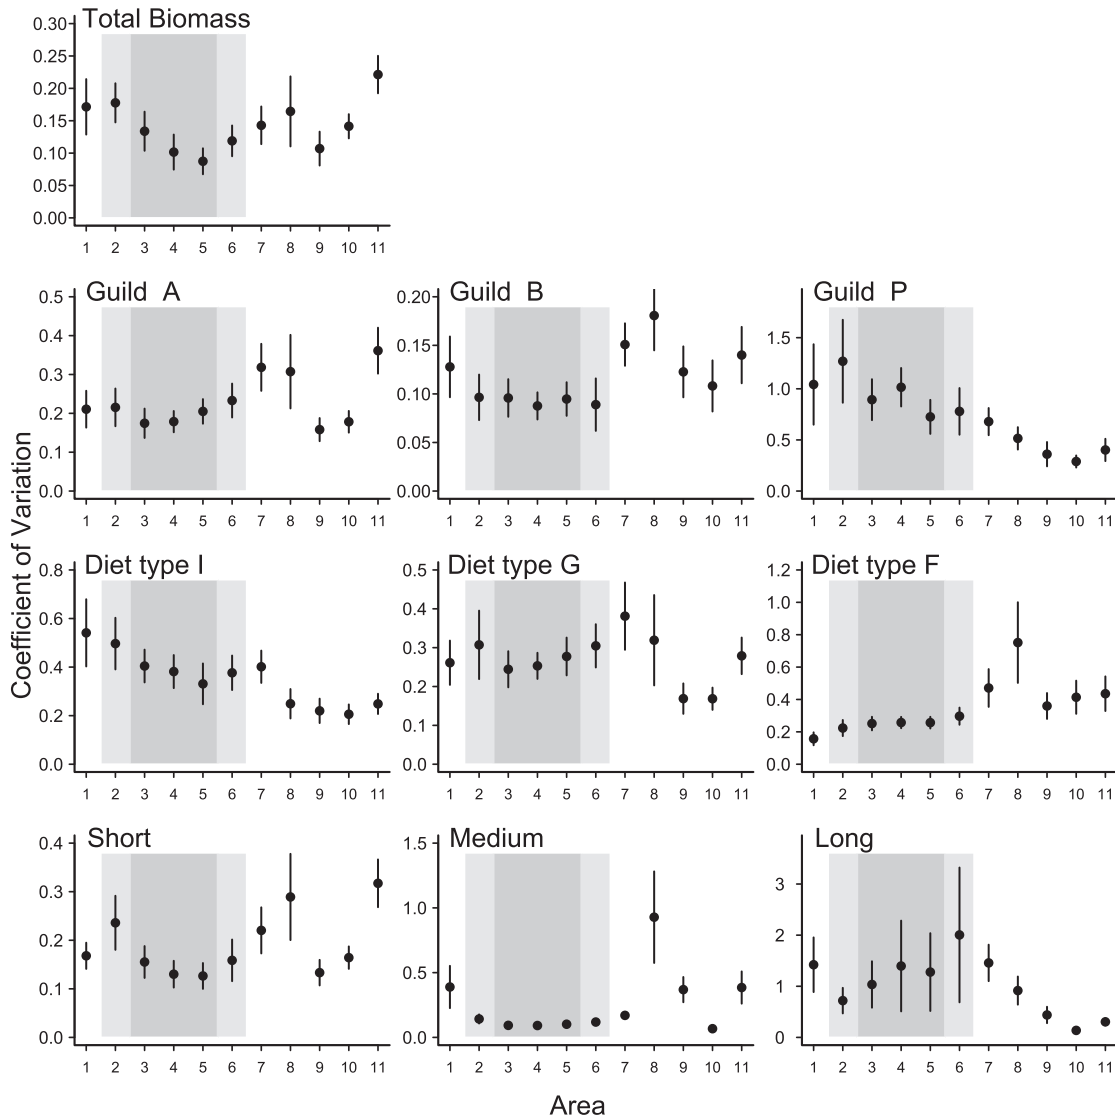 Total Biomass
0.30
0.25
0.20
0.15
0.10
0.05
0.00
1 2 3 4 5 6 7 8 9 10 11
Guild A
0.5
0.4
0.3
0.2
0.1
0.0
1 2 3 4 5 6 7 8 9 10 11
Guild B
0.20
0.15
0.10
0.05
0.00
1 2 3 4 5 6 7 8 9 10 11
Guild P
1.5
1.0
0.5
0.0
1 2 3 4 5 6 7 8 9 10 11
Coefficient of Variation
Diet type I
0.8
0.6
0.4
0.2
0.0
1 2 3 4 5 6 7 8 9 10 11
Diet type G
0.5
0.4
0.3
0.2
0.1
0.0
1 2 3 4 5 6 7 8 9 10 11
Diet type F
1.2
1.0
0.8
0.6
0.4
0.2
0.0
1 2 3 4 5 6 7 8 9 10 11
Short
0.4
0.3
0.2
0.1
0.0
1 2 3 4 5 6 7 8 9 10 11
Medium
1.5
1.0
0.5
0.0
1 2 3 4 5 6 7 8 9 10 11
Long
3
2
1
0
1 2 3 4 5 6 7 8 9 10 11
Area